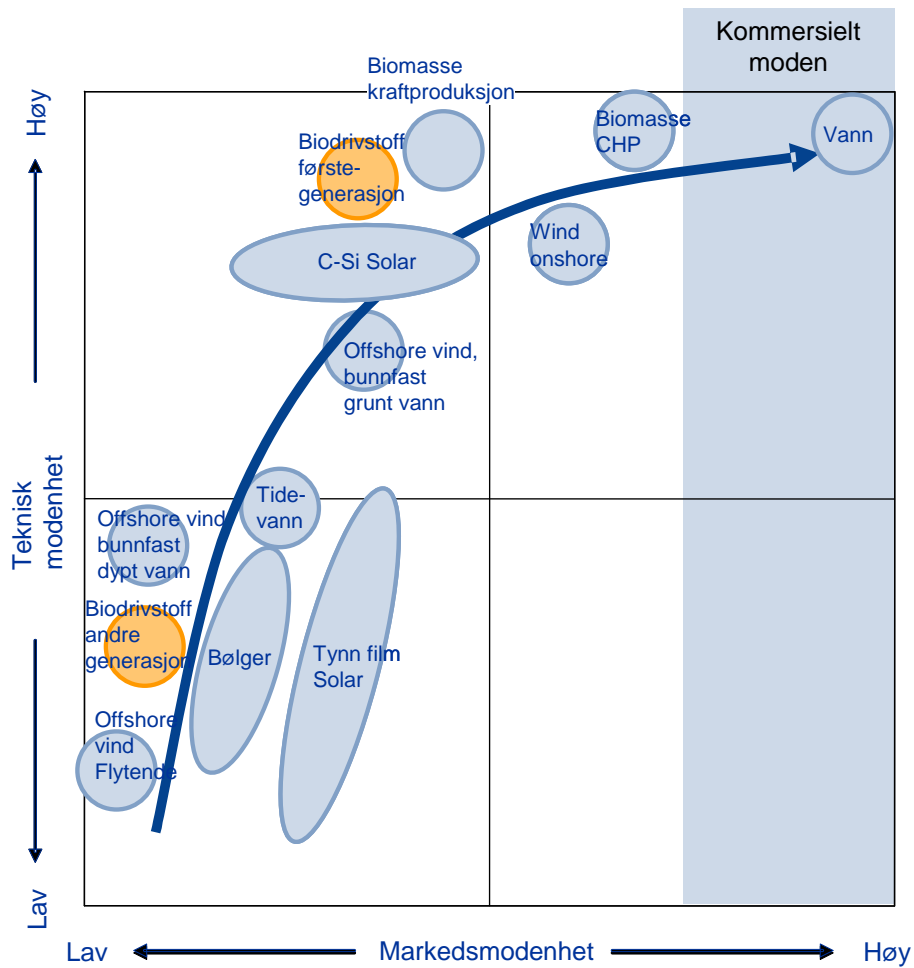 Kommersielt
moden
Biomasse
kraftproduksjon
Høy
Biodrivstoff
første-
generasjon
Biomasse
CHP
Vann
Wind
onshore
C-Si Solar
Offshore vind,
bunnfast
grunt vann
Teknisk
modenhet
Tide-
vann
Offshore vind
bunnfast
dypt vann
Biodrivstoff
andre
generasjon
Bølger
Tynn film
Solar
Offshore
vind
Flytende
Lav
Lav
Markedsmodenhet
Høy